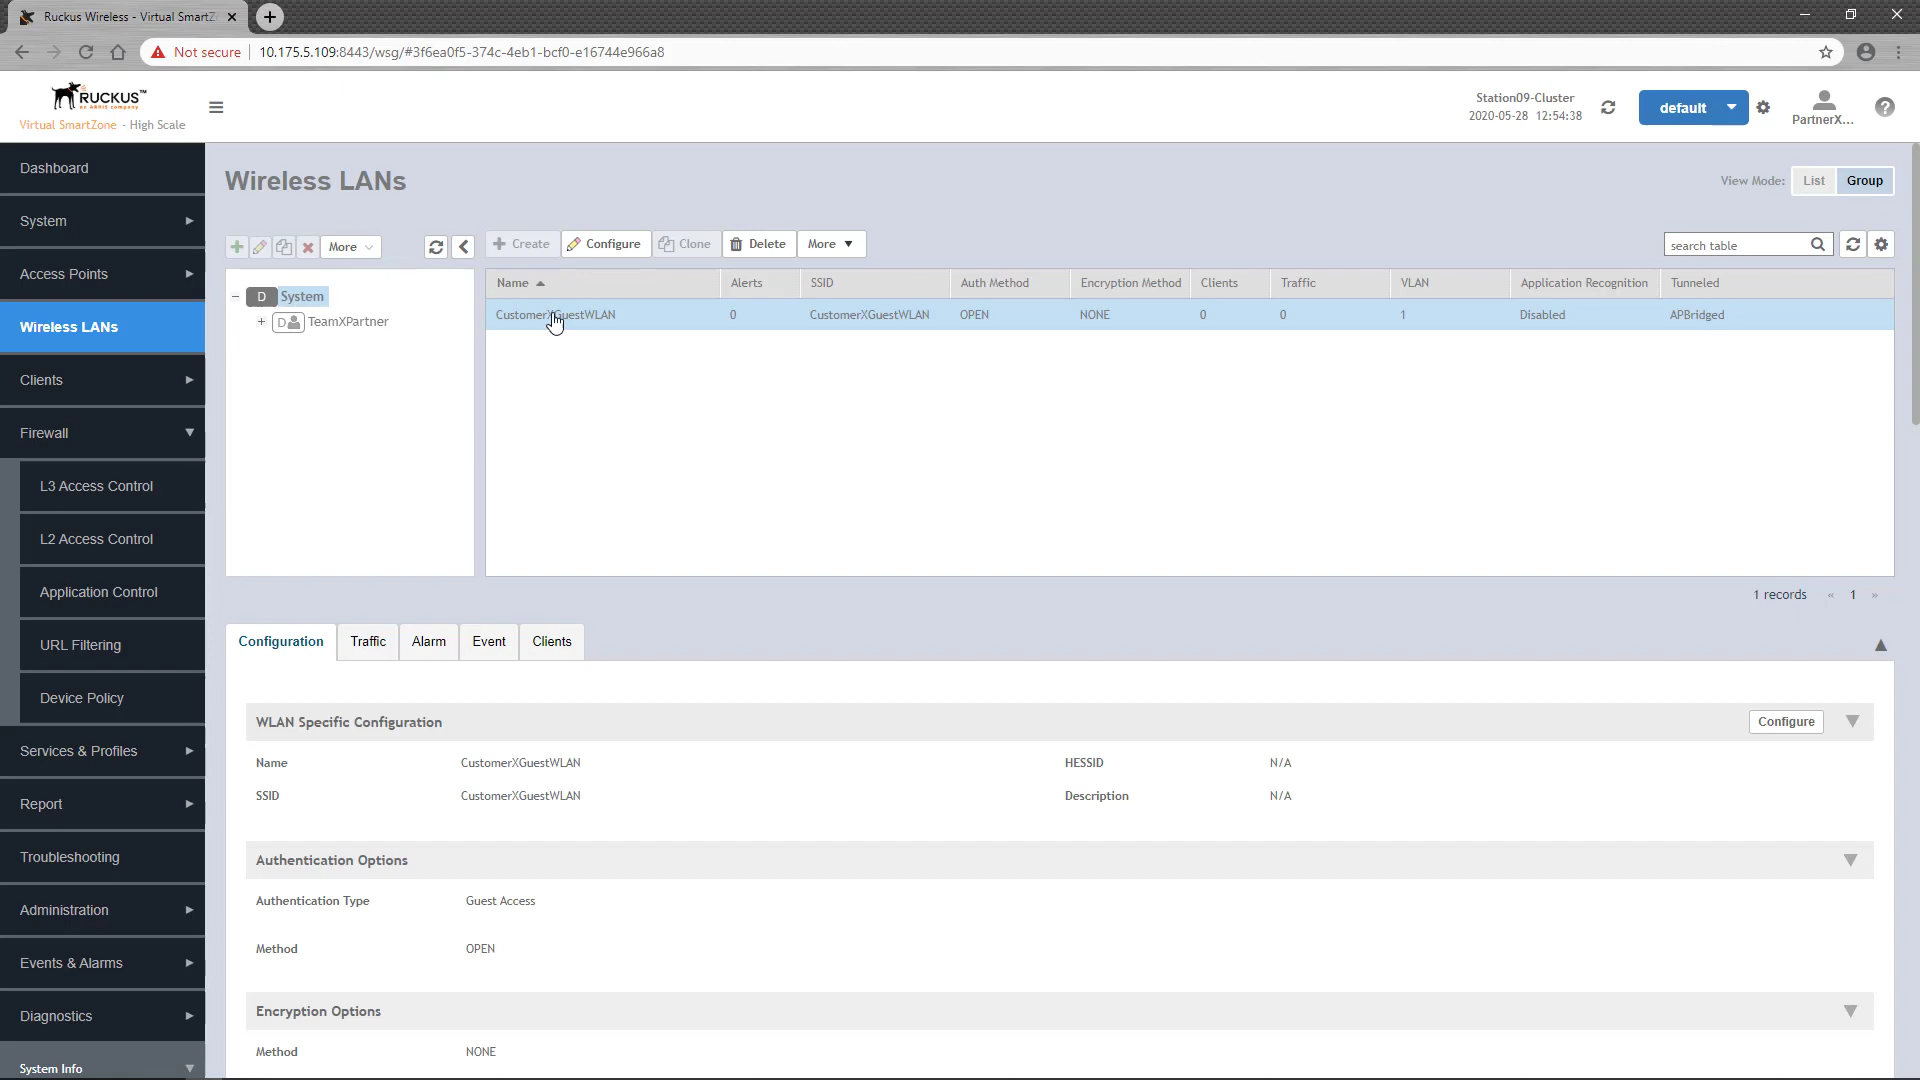 Ruckus Wireless - Virtual SmartZ
Not secure
10.175.5.109:8443/wsg/#3f6ea0f5-374c-4eb1-bcf0-e16744e966a8
RUCKUS™
an ARRIS company
Virtual SmartZone - High Scale
Station09-Cluster
2020-05-28 12:54:38
default
PartnerX...
Dashboard
System
Access Points
Wireless LANs
Clients
Firewall
L3 Access Control
L2 Access Control
Application Control
URL Filtering
Device Policy
Services & Profiles
Report
Troubleshooting
Administration
Events & Alarms
Diagnostics
System Info
Wireless LANs
View Mode: List Group
More
Create Configure Clone Delete More
search table
D System
D TeamXPartner
Name Alerts SSID Auth Method Encryption Method Clients Traffic VLAN Application Recognition Tunneled
CustomerXGuestWLAN 0 CustomerXGuestWLAN OPEN NONE 0 0 1 Disabled APBridged
1 records « 1 »
Configuration Traffic Alarm Event Clients
WLAN Specific Configuration Configure
Name CustomerXGuestWLAN HESSID N/A
SSID CustomerXGuestWLAN Description N/A
Authentication Options
Authentication Type Guest Access
Method OPEN
Encryption Options
Method NONE